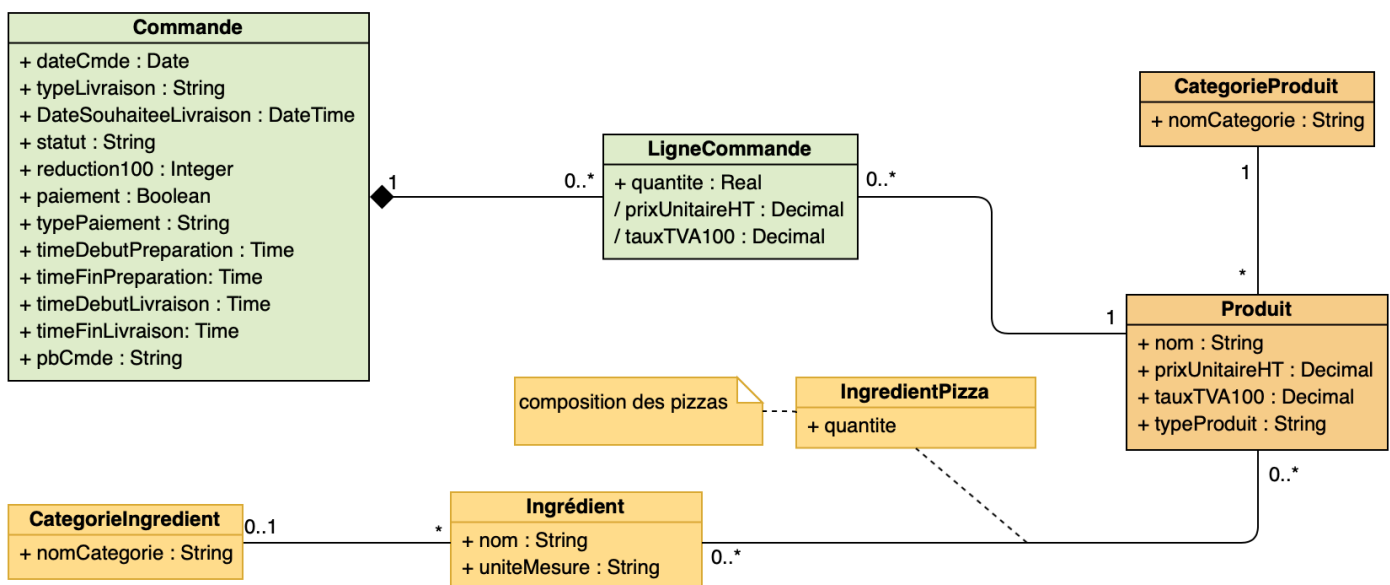 Commande
+ dateCmde : Date
+ typeLivraison : String
+ DateSouhaiteeLivraison : DateTime
+ statut : String
+ reduction100 : Integer
+ paiement : Boolean
+ typePaiement : String
+ timeDebutPreparation : Time
+ timeFinPreparation: Time
+ timeDebutLivraison : Time
+ timeFinLivraison: Time
+ pbCmde : String
1
0..*
LigneCommande
+ quantite : Real
/ prixUnitaireHT : Decimal
/ tauxTVA100 : Decimal
0..*
1
CategorieProduit
+ nomCategorie : String
1
*
Produit
+ nom : String
+ prixUnitaireHT : Decimal
+ tauxTVA100 : Decimal
+ typeProduit : String
0..*
composition des pizzas
IngredientPizza
+ quantite
CategorieIngredient
+ nomCategorie : String
0..1
*
Ingrédient
+ nom : String
+ uniteMesure : String
0..*